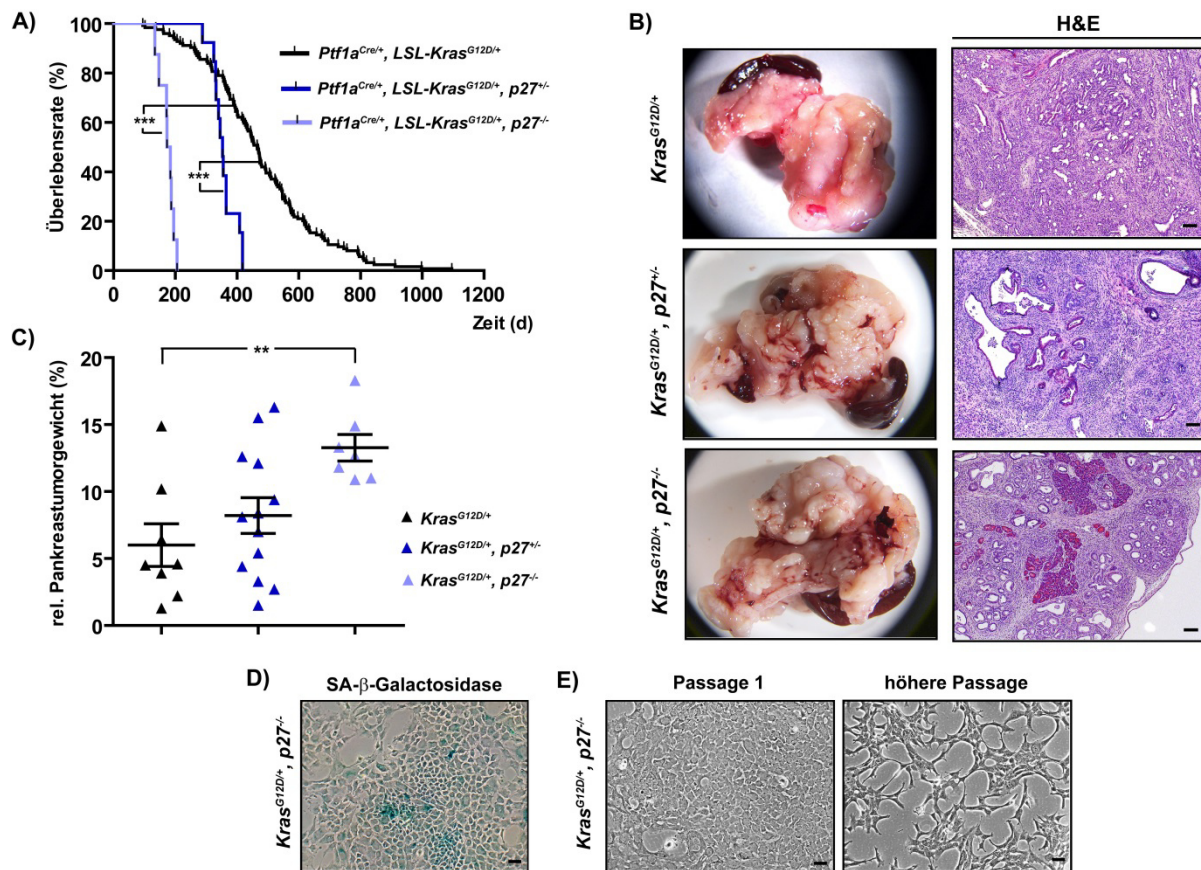 A)
Überlebensrate (%)
100
80
60
40
20
0
0 200 400 600 800 1000 1200
Zeit (d)
Ptf1a^Cre/+, LSL-Kras^G12D/+
Ptf1a^Cre/+, LSL-Kras^G12D/+, p27^+/-
Ptf1a^Cre/+, LSL-Kras^G12D/+, p27^-/-
***
***
B)
H&E
Kras^G12D/+
Kras^G12D/+, p27^+/-
Kras^G12D/+, p27^-/-
C)
rel. Pankreastumorgewicht (%)
20
15
10
5
0
**
Kras^G12D/+
Kras^G12D/+, p27^+/-
Kras^G12D/+, p27^-/-
D)
SA-β-Galactosidase
Kras^G12D/+, p27^-/-
E)
Passage 1 höhere Passage
Kras^G12D/+, p27^-/-